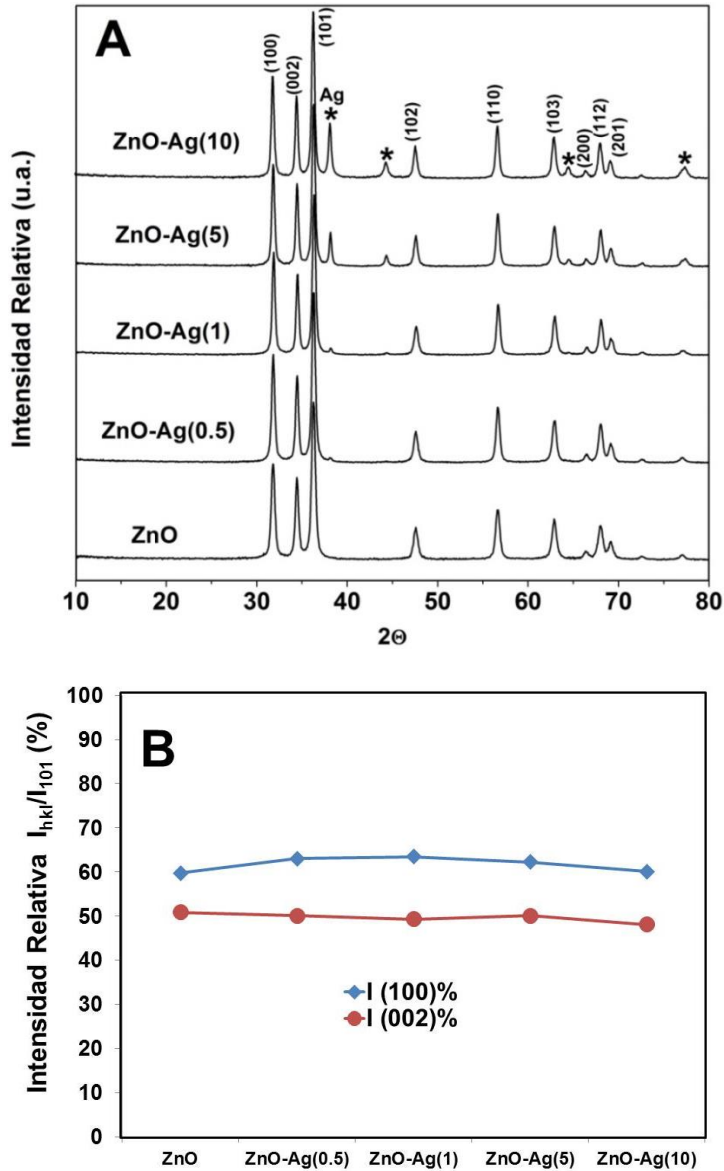 A
(100)
(002)
(101)
Ag
*
*
(102)
(110)
(103)
*
(200)
(112)
(201)
*
ZnO-Ag(10)
ZnO-Ag(5)
ZnO-Ag(1)
ZnO-Ag(0.5)
ZnO
Intensidad Relativa (u.a.)
10 20 30 40 50 60 70 80
2Θ
B
Intensidad Relativa Ihkl/I101 (%)
100
90
80
70
60
50
40
30
20
10
0
I (100)%
I (002)%
ZnO ZnO-Ag(0.5) ZnO-Ag(1) ZnO-Ag(5) ZnO-Ag(10)